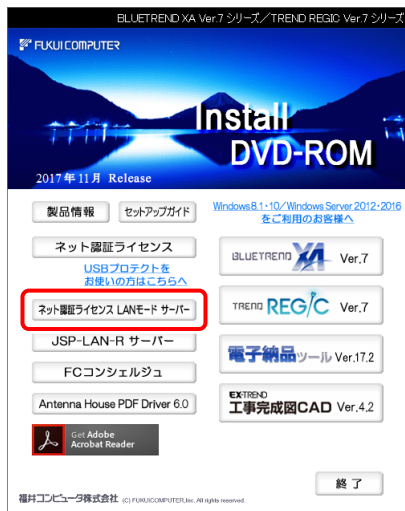 BLUETREND XA Ver.7 シリーズ／TREND REGIC Ver.7 シリーズ
FUKUI COMPUTER
Install
DVD-ROM
2017年11月 Release
製品情報
セットアップガイド
Windows8.1・10／Windows Server 2012・2016
をご利用のお客様へ
ネット認証ライセンス
USBプロテクトを
お使いの方はこちらへ
ネット認証ライセンス LANモード サーバー
JSP-LAN-R サーバー
FCコンシェルジュ
Antenna House PDF Driver 6.0
Get Adobe
Acrobat Reader
BLUETREND XA Ver.7
TREND REGIC Ver.7
電子納品ツール Ver.17.2
EX-TREND
工事完成図CAD Ver.4.2
終 了
福井コンピュータ株式会社 (C) FUKUI COMPUTER, Inc. All rights reserved.